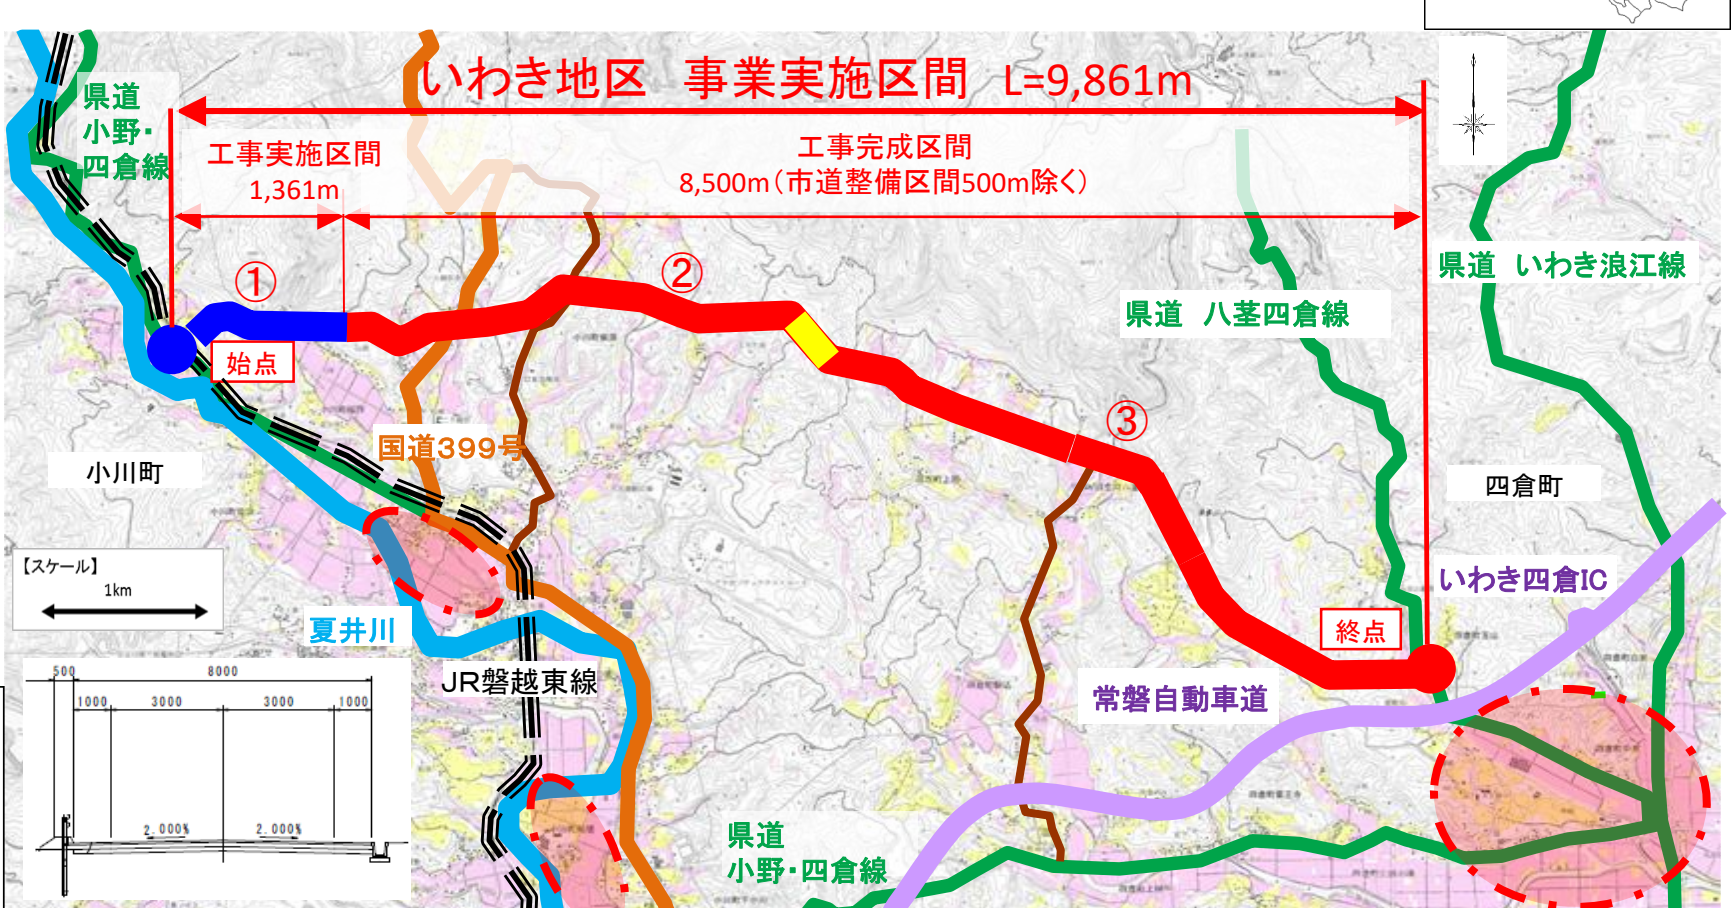 いわき地区　事業実施区間　L=9,861m
県道
小野・
四倉線
工事実施区間
1,361m
工事完成区間
8,500m（市道整備区間500m除く）
①
②
③
県道　いわき浪江線
県道　八茎四倉線
始点
国道399号
小川町
四倉町
【スケール】
1km
いわき四倉IC
夏井川
終点
JR磐越東線
常磐自動車道
500
8000
1000
3000
3000
1000
2.000%
2.000%
県道
小野・四倉線